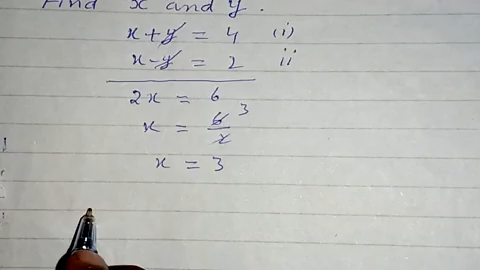 Find x and y.
x+y = 4 (i)
x-y = 2 ii
2x = 6
x = 6/2 3
x = 3